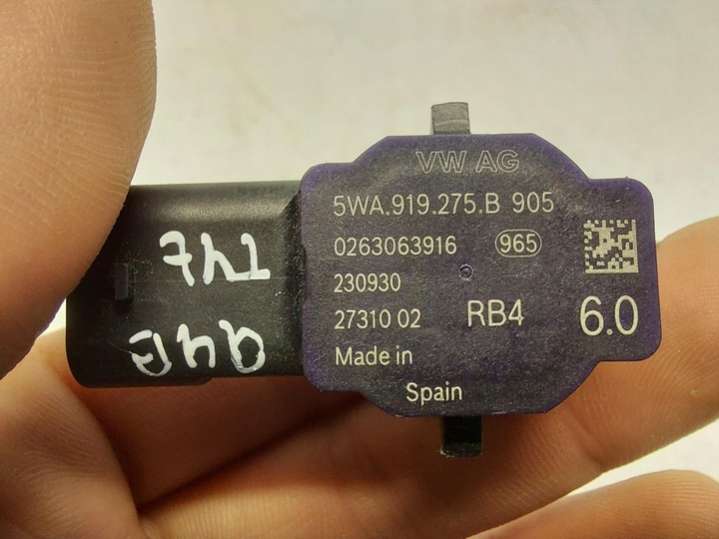 VW AG
5WA.919.275.B 905
0263063916 965
230930
27310 02 RB4 6.0
Made in
Spain